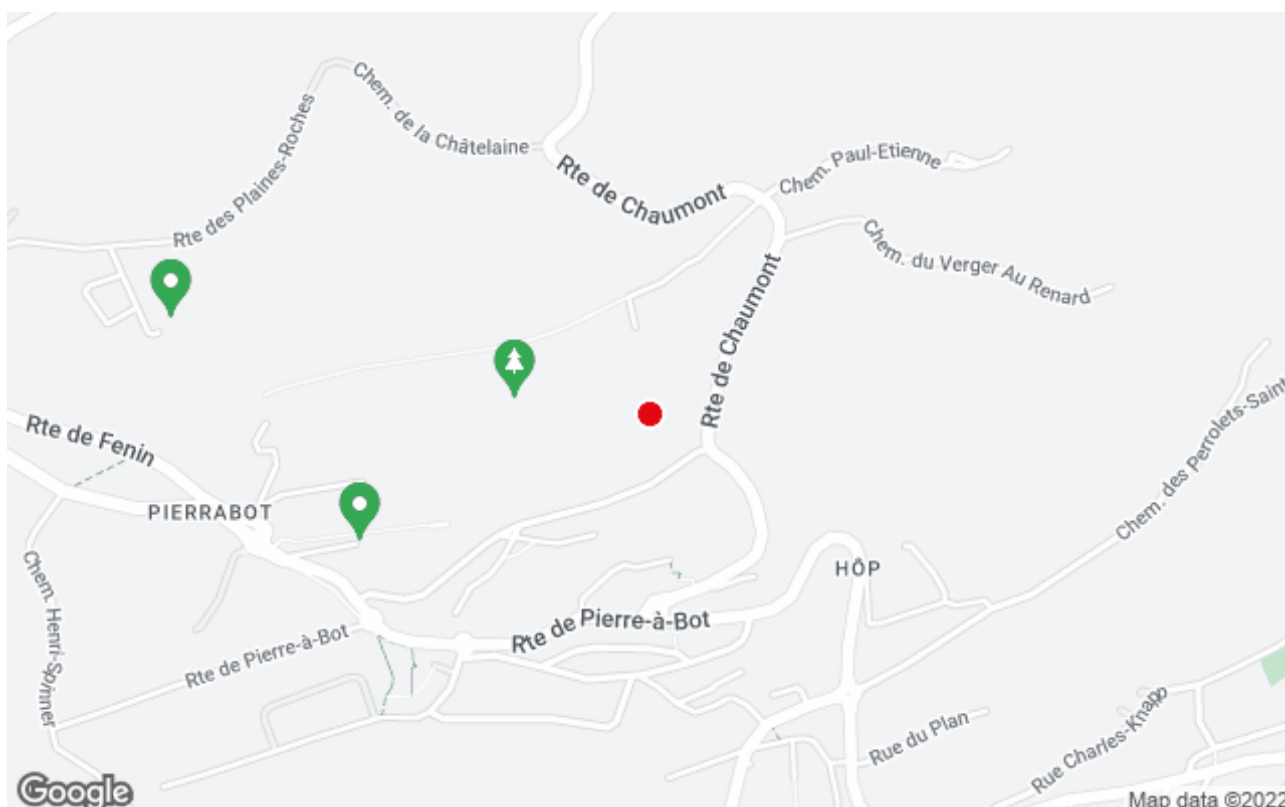 Chem. de la Châtelaine
Rte des Plaines-Roches
Rte de Chaumont
Chem. Paul-Etienne
Chem. du Verger Au Renard
Rte de Chaumont
Rte de Fenin
PIERRABOT
Chem. des Perrolets-Saint
HÔP
Chem. Henri-Spinner
Rte de Pierre-à-Bot
Rte de Pierre-à-Bot
Rue du Plan
Rue Charles-Knapp
Google
Map data ©2022